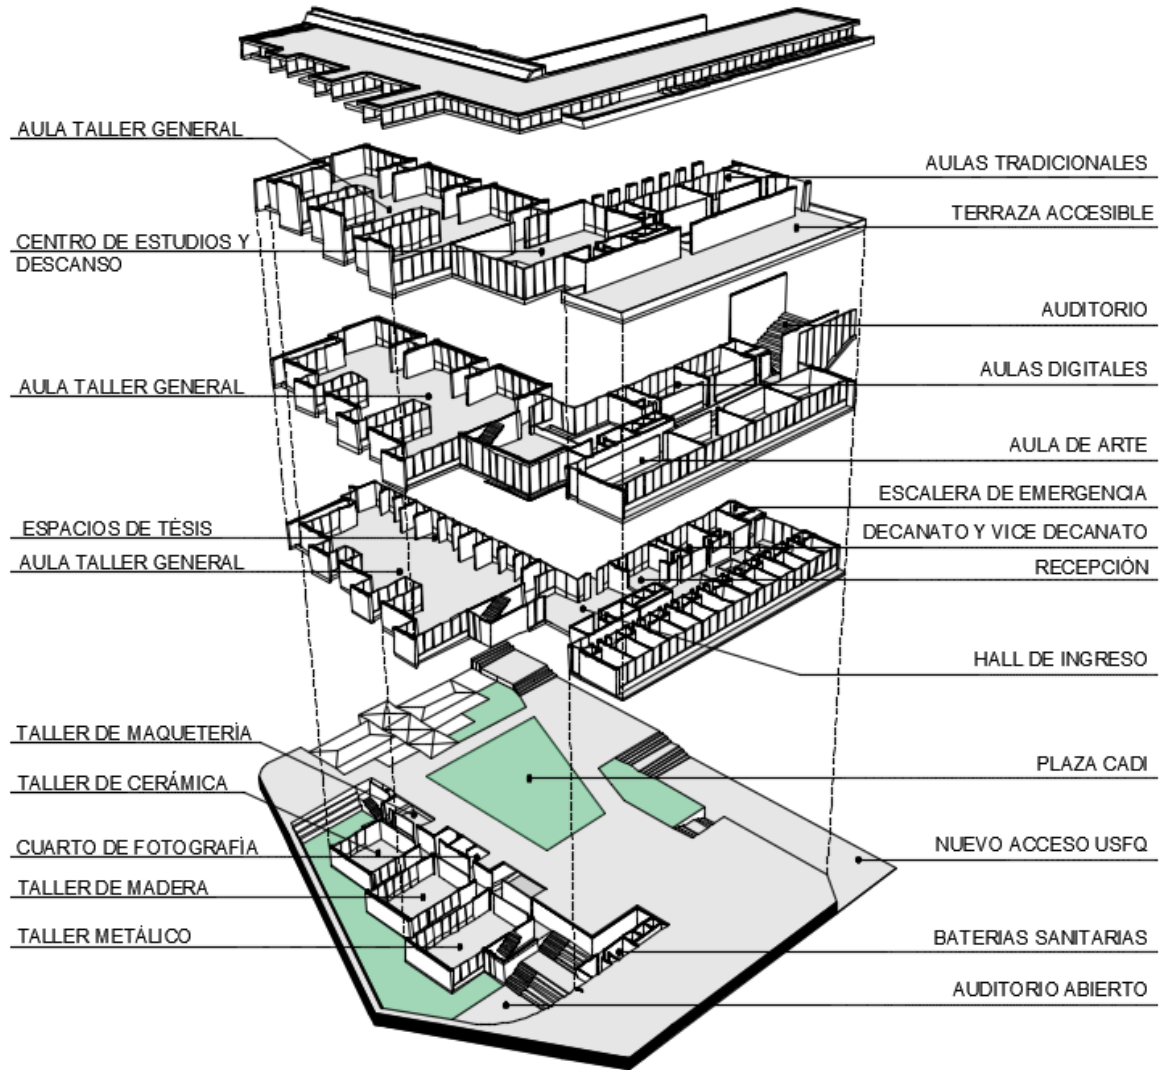 AULA TALLER GENERAL
CENTRO DE ESTUDIOS Y
DESCANSO
AULA TALLER GENERAL
ESPACIOS DE TÉSIS
AULA TALLER GENERAL
TALLER DE MAQUETERÍA
TALLER DE CERÁMICA
CUARTO DE FOTOGRAFÍA
TALLER DE MADERA
TALLER METÁLICO
AULAS TRADICIONALES
TERRAZA ACCESIBLE
AUDITORIO
AULAS DIGITALES
AULA DE ARTE
ESCALERA DE EMERGENCIA
DECANATO Y VICE DECANATO
RECEPCIÓN
HALL DE INGRESO
PLAZA CADI
NUEVO ACCESO USFQ
BATERIAS SANITARIAS
AUDITORIO ABIERTO